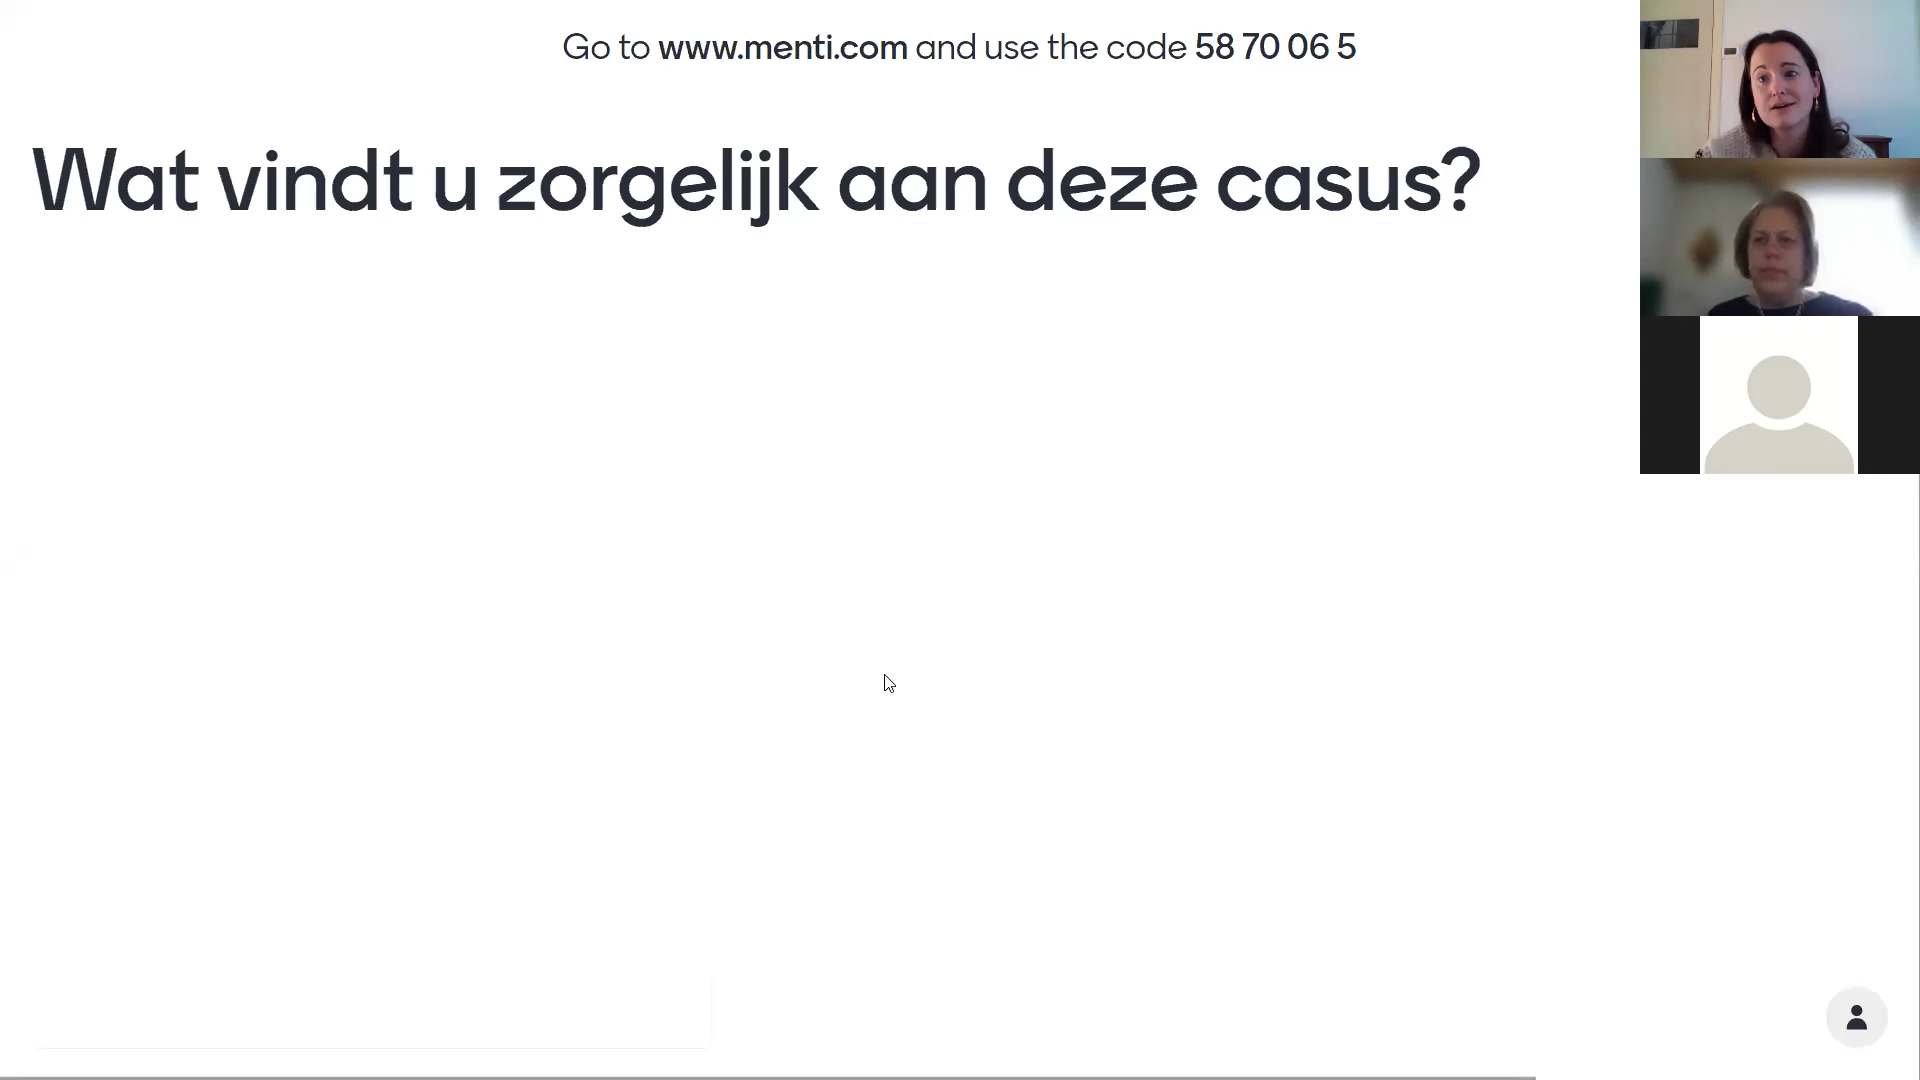 Go to www.menti.com and use the code 58 70 06 5
Wat vindt u zorgelijk aan deze casus?